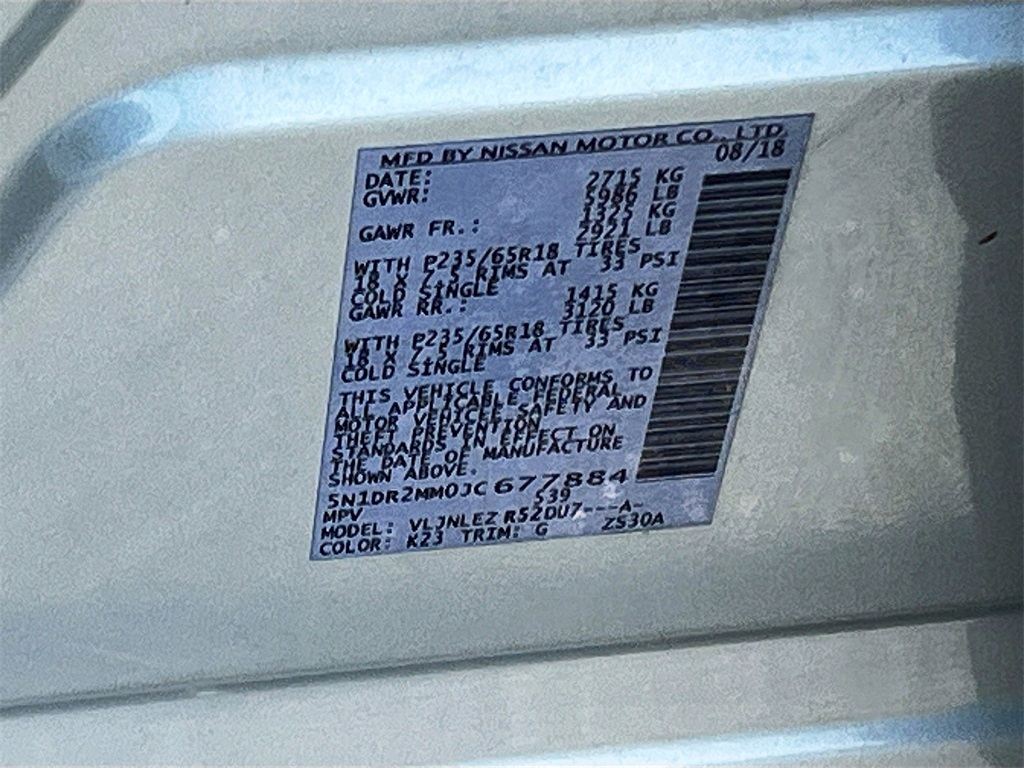 MFD BY NISSAN MOTOR CO., LTD.
DATE: 08/18
GVWR: 2715 KG
5986 LB
GAWR FR.: 1325 KG
2921 LB
WITH P235/65R18 TIRES
18 X 7.5 RIMS AT 33 PSI
COLD SINGLE
GAWR RR.: 1415 KG
3120 LB
WITH P235/65R18 TIRES
18 X 7.5 RIMS AT 33 PSI
COLD SINGLE
THIS VEHICLE CONFORMS TO
ALL APPLICABLE FEDERAL
MOTOR VEHICLE SAFETY AND
THEFT PREVENTION
STANDARDS IN EFFECT ON
THE DATE OF MANUFACTURE
SHOWN ABOVE.
5N1DR2MM0JC677884
MPV 539
MODEL: VLJNLEZ R52DU7---A-
COLOR: K23 TRIM: G ZS30A